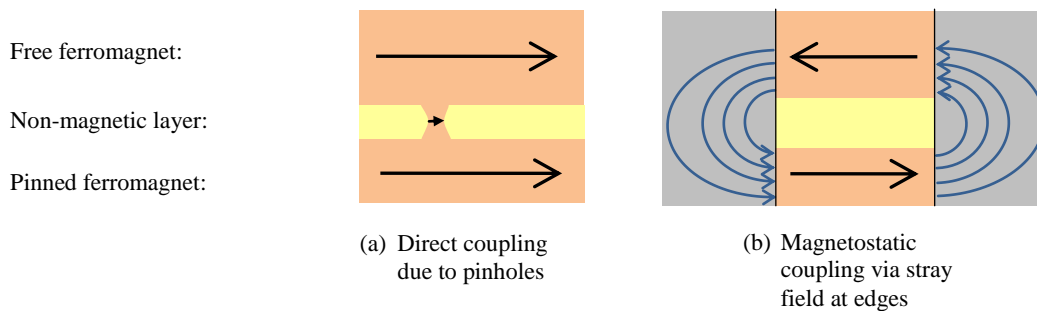 Free ferromagnet:
Non-magnetic layer:
Pinned ferromagnet:
(a) Direct coupling
due to pinholes
(b) Magnetostatic
coupling via stray
field at edges